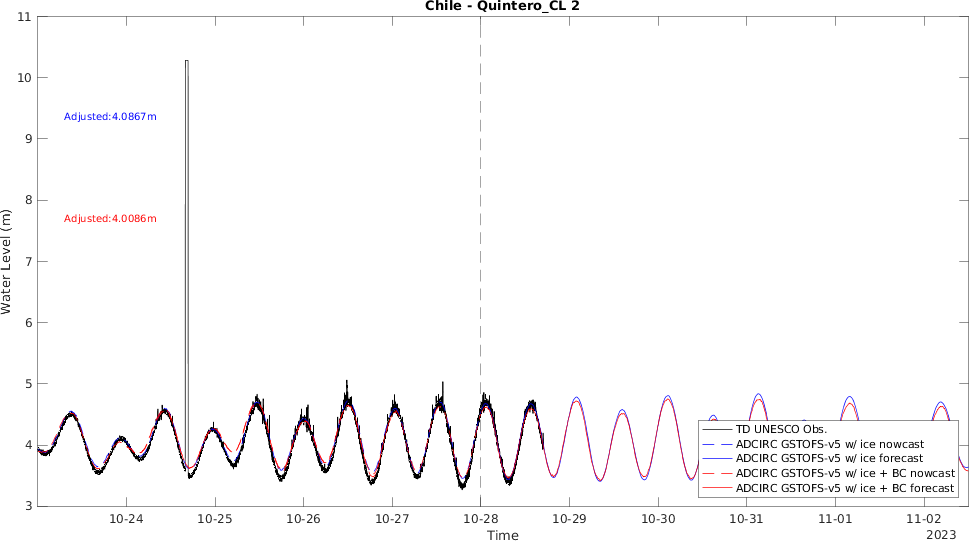 Chile - Quintero_CL 2
11
10
9
8
7
6
5
4
3
Water Level (m)
Adjusted:4.0867m
Adjusted:4.0086m
TD UNESCO Obs.
ADCIRC GSTOFS-v5 w/ ice nowcast
ADCIRC GSTOFS-v5 w/ ice forecast
ADCIRC GSTOFS-v5 w/ ice + BC nowcast
ADCIRC GSTOFS-v5 w/ ice + BC forecast
10-24 10-25 10-26 10-27 10-28 10-29 10-30 10-31 11-01 11-02
Time
2023